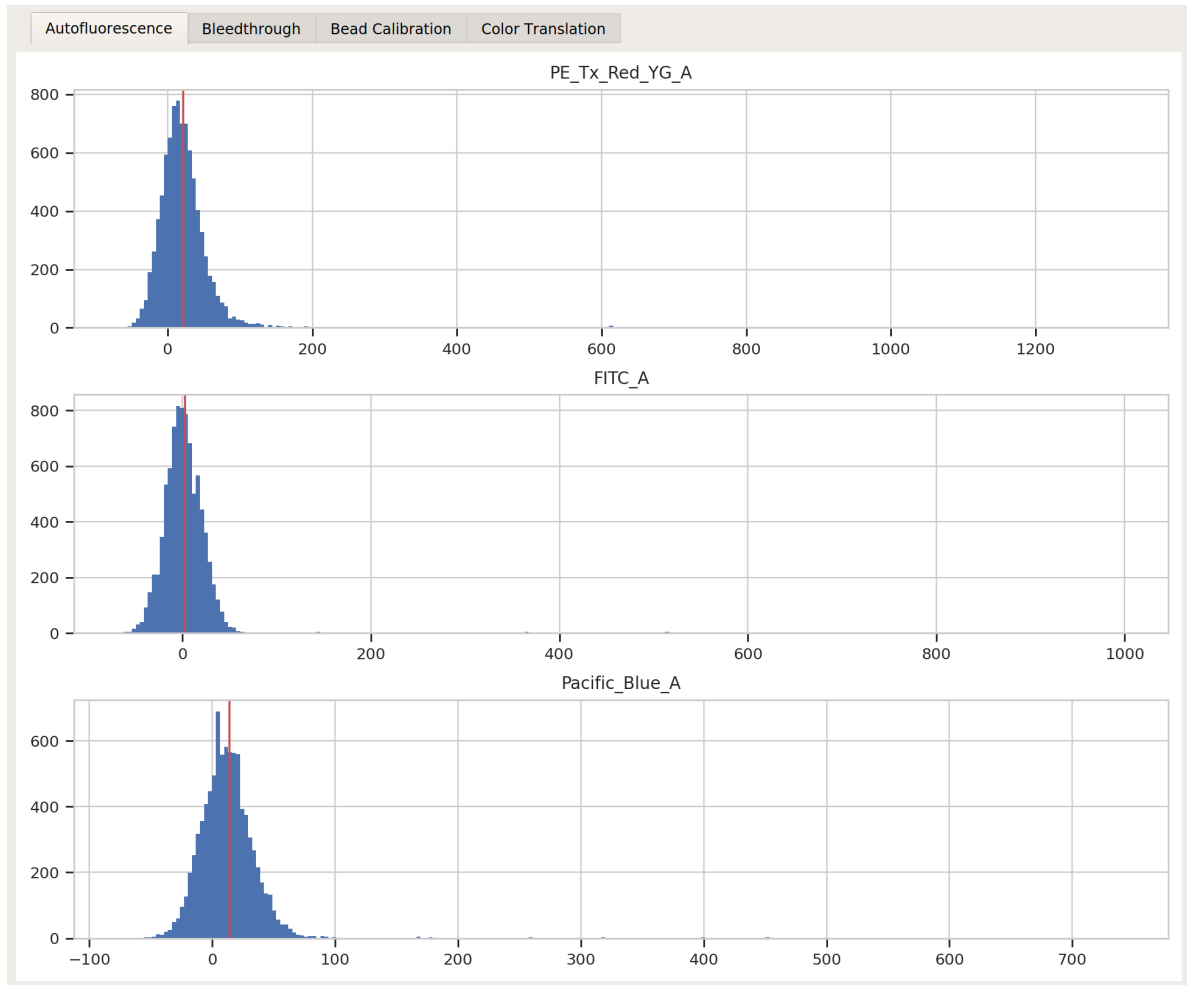 Autofluorescence Bleedthrough Bead Calibration Color Translation
PE_Tx_Red_YG_A
800
600
400
200
0
0 200 400 600 800 1000 1200
FITC_A
800
600
400
200
0
0 200 400 600 800 1000
Pacific_Blue_A
600
400
200
0
−100 0 100 200 300 400 500 600 700